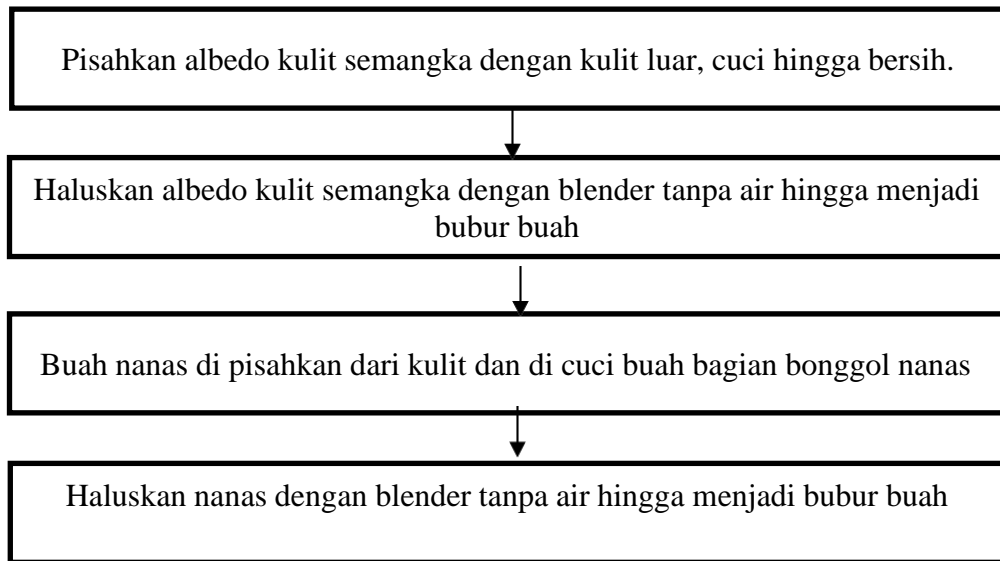 Pisahkan albedo kulit semangka dengan kulit luar, cuci hingga bersih.
Haluskan albedo kulit semangka dengan blender tanpa air hingga menjadi
bubur buah
Buah nanas di pisahkan dari kulit dan di cuci buah bagian bonggol nanas
Haluskan nanas dengan blender tanpa air hingga menjadi bubur buah